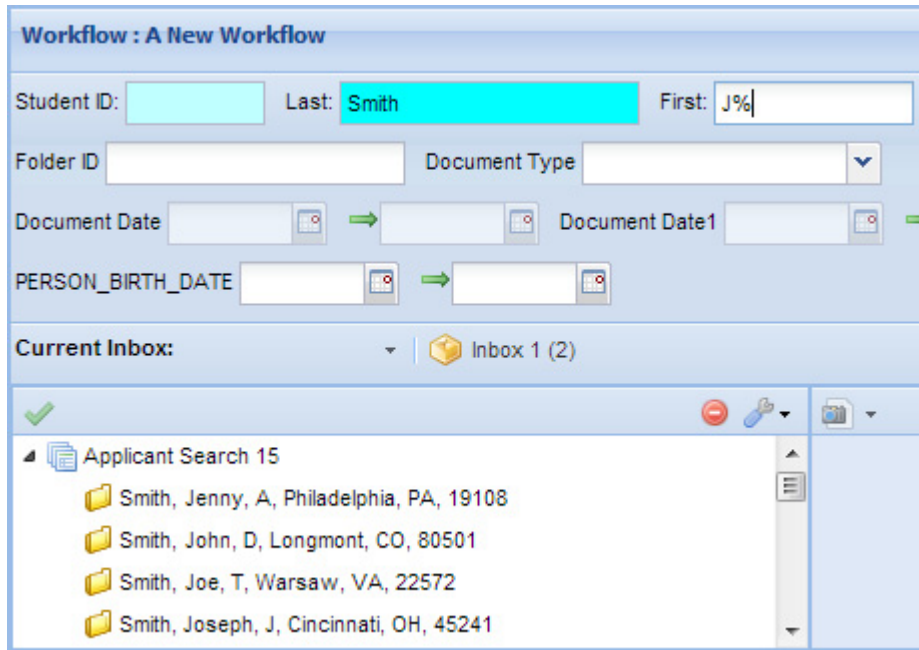 Workflow : A New Workflow
Student ID: Last: Smith First: J%
Folder ID Document Type
Document Date Document Date1
PERSON_BIRTH_DATE
Current Inbox: Inbox 1 (2)
Applicant Search 15
Smith, Jenny, A, Philadelphia, PA, 19108
Smith, John, D, Longmont, CO, 80501
Smith, Joe, T, Warsaw, VA, 22572
Smith, Joseph, J, Cincinnati, OH, 45241